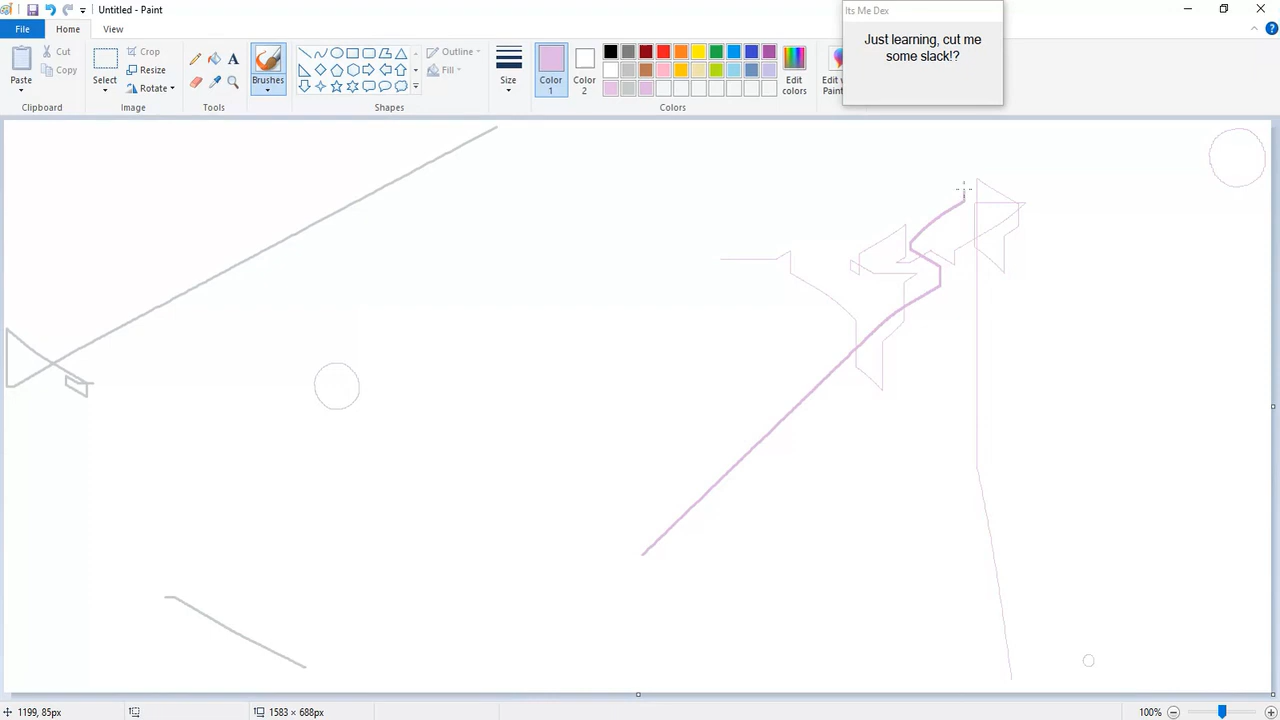 Untitled - Paint
Its Me Dex
Just learning, cut me
some slack!?
File
Home
View
Paste
Cut
Copy
Clipboard
Select
Crop
Resize
Rotate
Image
Tools
Brushes
Shapes
Outline
Fill
Size
Color
1
Color
2
Colors
Edit
colors
Edit w
Paint
1199, 85px
1583 × 688px
100%